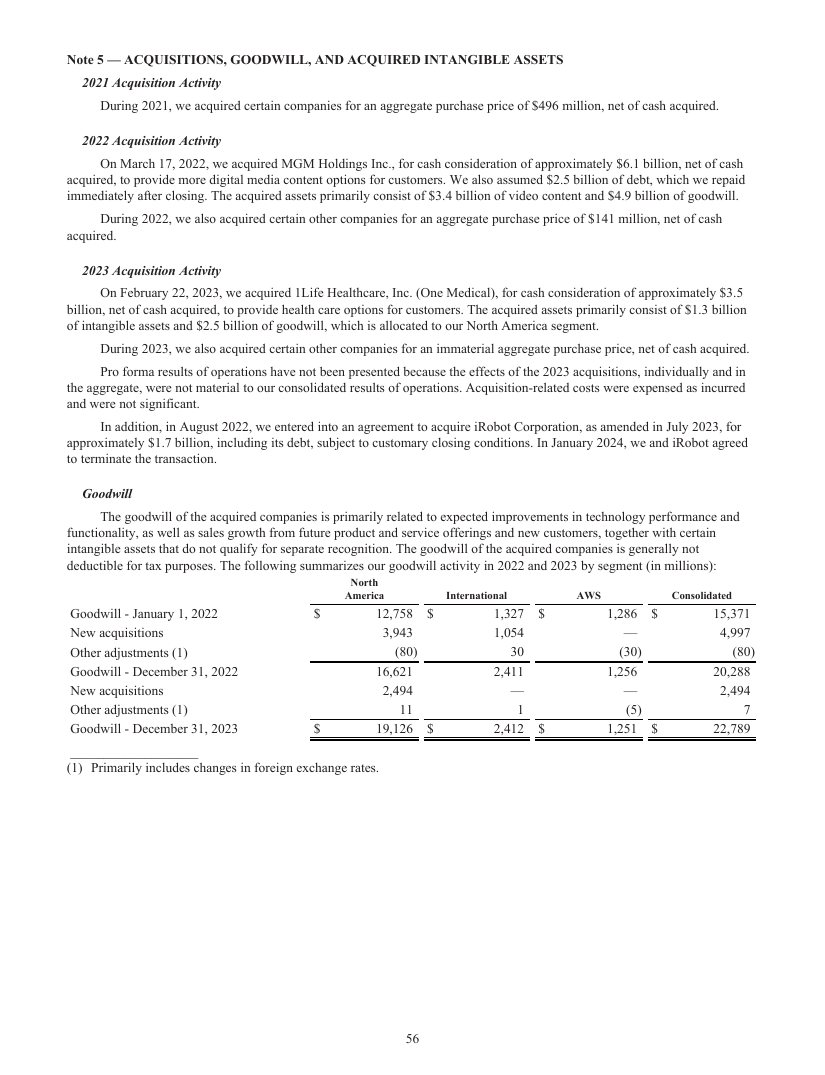 Note 5 — ACQUISITIONS, GOODWILL, AND ACQUIRED INTANGIBLE ASSETS
2021 Acquisition Activity
During 2021, we acquired certain companies for an aggregate purchase price of $496 million, net of cash acquired.
2022 Acquisition Activity
On March 17, 2022, we acquired MGM Holdings Inc., for cash consideration of approximately $6.1 billion, net of cash
acquired, to provide more digital media content options for customers. We also assumed $2.5 billion of debt, which we repaid
immediately after closing. The acquired assets primarily consist of $3.4 billion of video content and $4.9 billion of goodwill.
During 2022, we also acquired certain other companies for an aggregate purchase price of $141 million, net of cash
acquired.
2023 Acquisition Activity
On February 22, 2023, we acquired 1Life Healthcare, Inc. (One Medical), for cash consideration of approximately $3.5
billion, net of cash acquired, to provide health care options for customers. The acquired assets primarily consist of $1.3 billion
of intangible assets and $2.5 billion of goodwill, which is allocated to our North America segment.
During 2023, we also acquired certain other companies for an immaterial aggregate purchase price, net of cash acquired.
Pro forma results of operations have not been presented because the effects of the 2023 acquisitions, individually and in
the aggregate, were not material to our consolidated results of operations. Acquisition-related costs were expensed as incurred
and were not significant.
In addition, in August 2022, we entered into an agreement to acquire iRobot Corporation, as amended in July 2023, for
approximately $1.7 billion, including its debt, subject to customary closing conditions. In January 2024, we and iRobot agreed
to terminate the transaction.
Goodwill
The goodwill of the acquired companies is primarily related to expected improvements in technology performance and
functionality, as well as sales growth from future product and service offerings and new customers, together with certain
intangible assets that do not qualify for separate recognition. The goodwill of the acquired companies is generally not
deductible for tax purposes. The following summarizes our goodwill activity in 2022 and 2023 by segment (in millions):
North
America International AWS Consolidated
Goodwill - January 1, 2022 $ 12,758 $ 1,327 $ 1,286 $ 15,371
New acquisitions 3,943 1,054 — 4,997
Other adjustments (1) (80) 30 (30) (80)
Goodwill - December 31, 2022 16,621 2,411 1,256 20,288
New acquisitions 2,494 — — 2,494
Other adjustments (1) 11 1 (5) 7
Goodwill - December 31, 2023 $ 19,126 $ 2,412 $ 1,251 $ 22,789
(1) Primarily includes changes in foreign exchange rates.
56